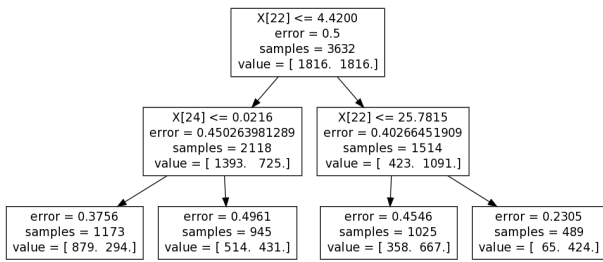 X[22] <= 4.4200
error = 0.5
samples = 3632
value = [ 1816.  1816.]
X[24] <= 0.0216
error = 0.450263981289
samples = 2118
value = [ 1393.   725.]
X[22] <= 25.7815
error = 0.40266451909
samples = 1514
value = [  423.  1091.]
error = 0.3756
samples = 1173
value = [ 879.  294.]
error = 0.4961
samples = 945
value = [ 514.  431.]
error = 0.4546
samples = 1025
value = [ 358.  667.]
error = 0.2305
samples = 489
value = [  65.  424.]